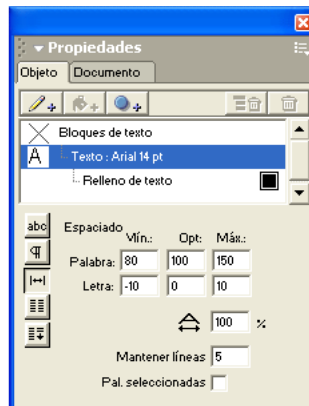 Propiedades
Objeto Documento
Bloques de texto
A Texto : Arial 14 pt
Relleno de texto
abc Espaciado
Mín.: Opt: Máx.:
Palabra: 80 100 150
Letra: -10 0 10
100 %
Mantener líneas 5
Pal. seleccionadas